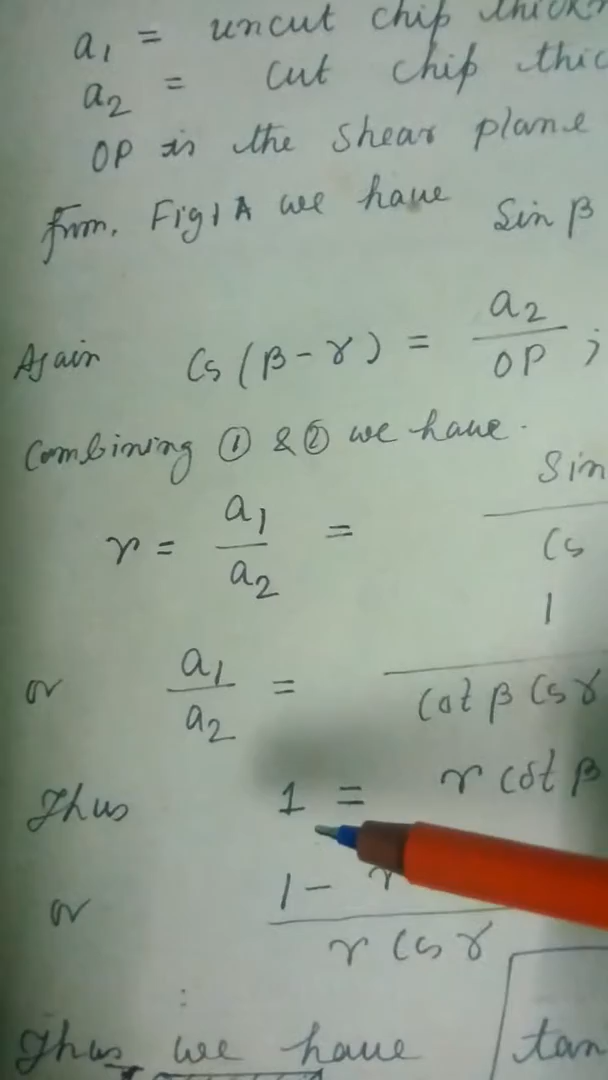 a₁ = uncut chip
a₂ = cut chip
OP is the shear plane
from, Fig 1A we have Sin β
Again Cs (β - γ) = a₂ / OP ;
Combining ① & ② we have.
r = a₁ / a₂ = Sin / Cs
or a₁ / a₂ = 1 / Cot β Cs γ
Thus 1 = r Cot β
or 1 - r / r Cs γ
Thus we have tan